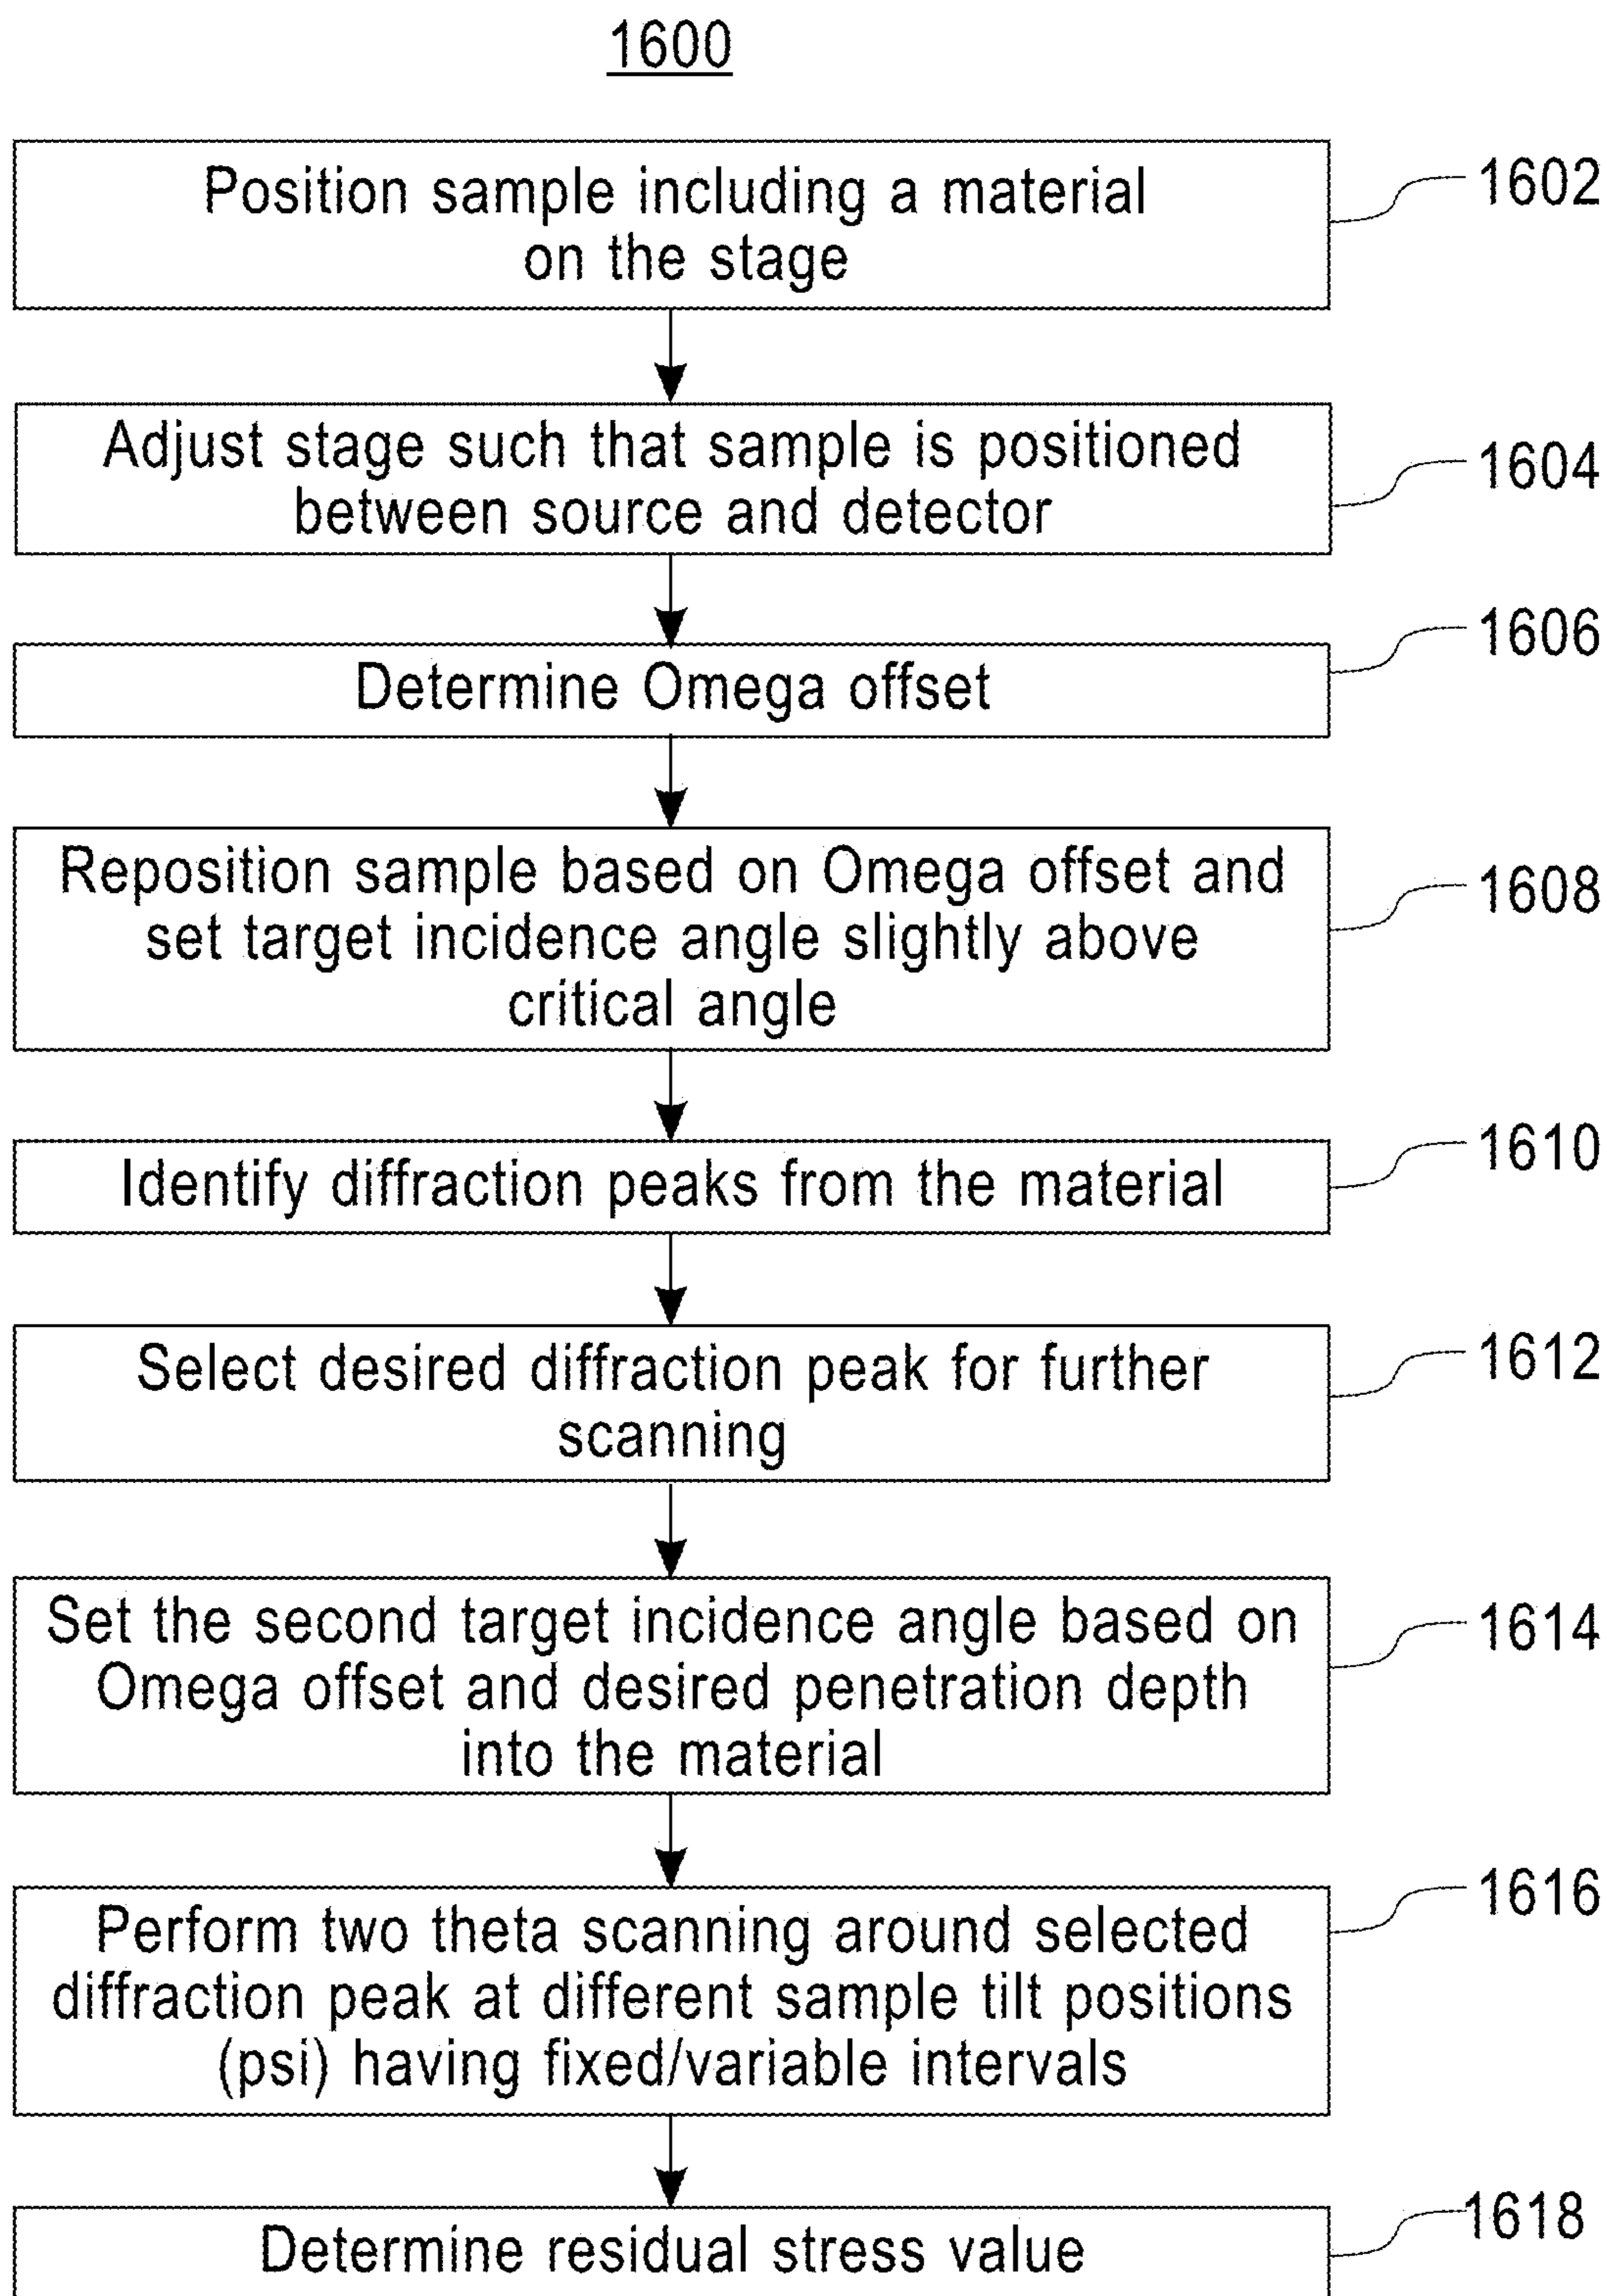 1600
Position sample including a material
on the stage
1602
Adjust stage such that sample is positioned
between source and detector
1604
Determine Omega offset
1606
Reposition sample based on Omega offset and
set target incidence angle slightly above
critical angle
1608
Identify diffraction peaks from the material
1610
Select desired diffraction peak for further
scanning
1612
Set the second target incidence angle based on
Omega offset and desired penetration depth
into the material
1614
Perform two theta scanning around selected
diffraction peak at different sample tilt positions
(psi) having fixed/variable intervals
1616
Determine residual stress value
1618